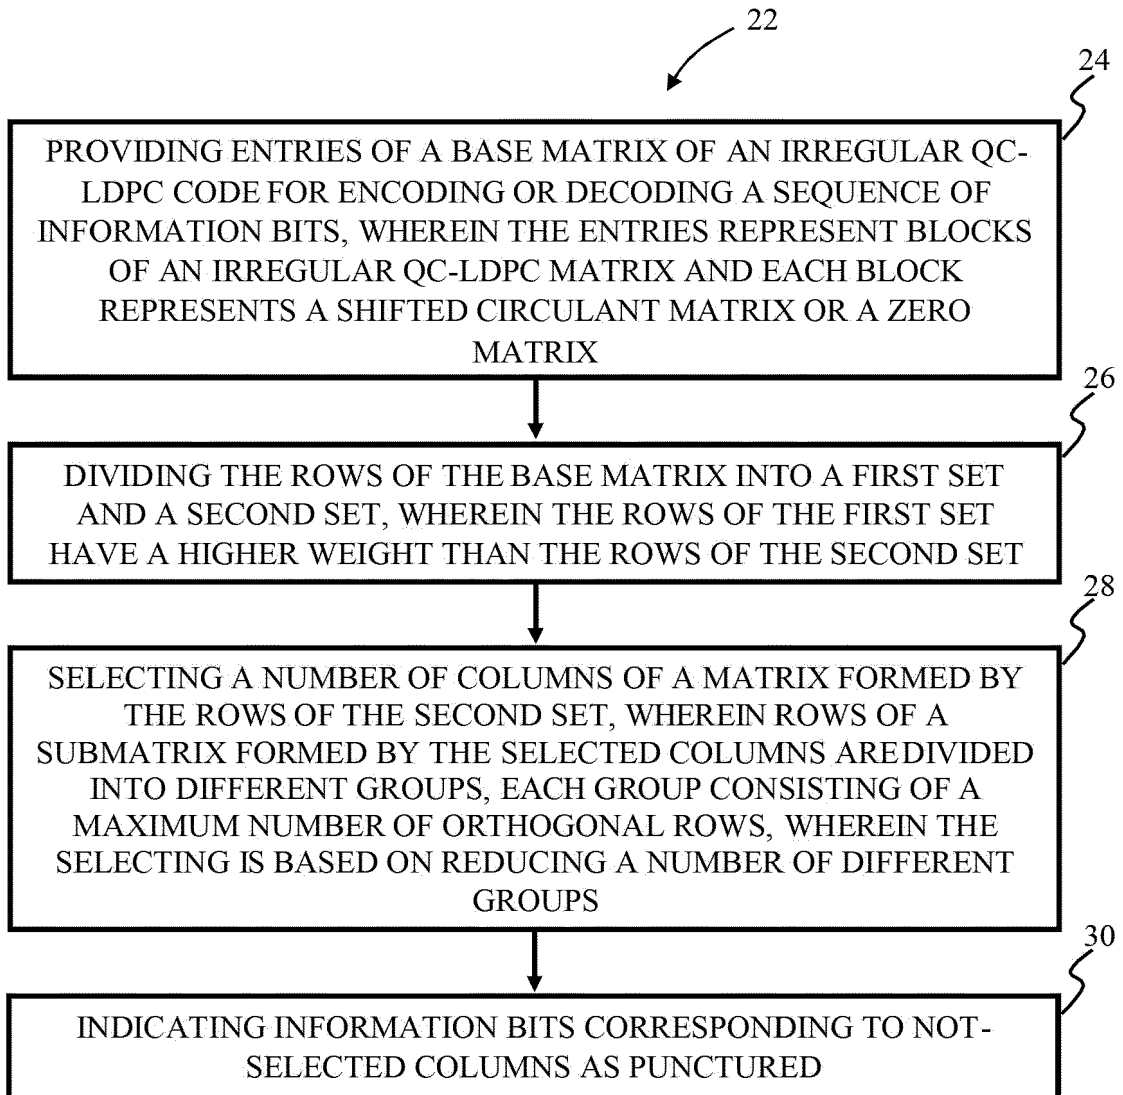 22
24
PROVIDING ENTRIES OF A BASE MATRIX OF AN IRREGULAR QC-
LDPC CODE FOR ENCODING OR DECODING A SEQUENCE OF
INFORMATION BITS, WHEREIN THE ENTRIES REPRESENT BLOCKS
OF AN IRREGULAR QC-LDPC MATRIX AND EACH BLOCK
REPRESENTS A SHIFTED CIRCULANT MATRIX OR A ZERO
MATRIX
26
DIVIDING THE ROWS OF THE BASE MATRIX INTO A FIRST SET
AND A SECOND SET, WHEREIN THE ROWS OF THE FIRST SET
HAVE A HIGHER WEIGHT THAN THE ROWS OF THE SECOND SET
28
SELECTING A NUMBER OF COLUMNS OF A MATRIX FORMED BY
THE ROWS OF THE SECOND SET, WHEREIN ROWS OF A
SUBMATRIX FORMED BY THE SELECTED COLUMNS ARE DIVIDED
INTO DIFFERENT GROUPS, EACH GROUP CONSISTING OF A
MAXIMUM NUMBER OF ORTHOGONAL ROWS, WHEREIN THE
SELECTING IS BASED ON REDUCING A NUMBER OF DIFFERENT
GROUPS
30
INDICATING INFORMATION BITS CORRESPONDING TO NOT-
SELECTED COLUMNS AS PUNCTURED